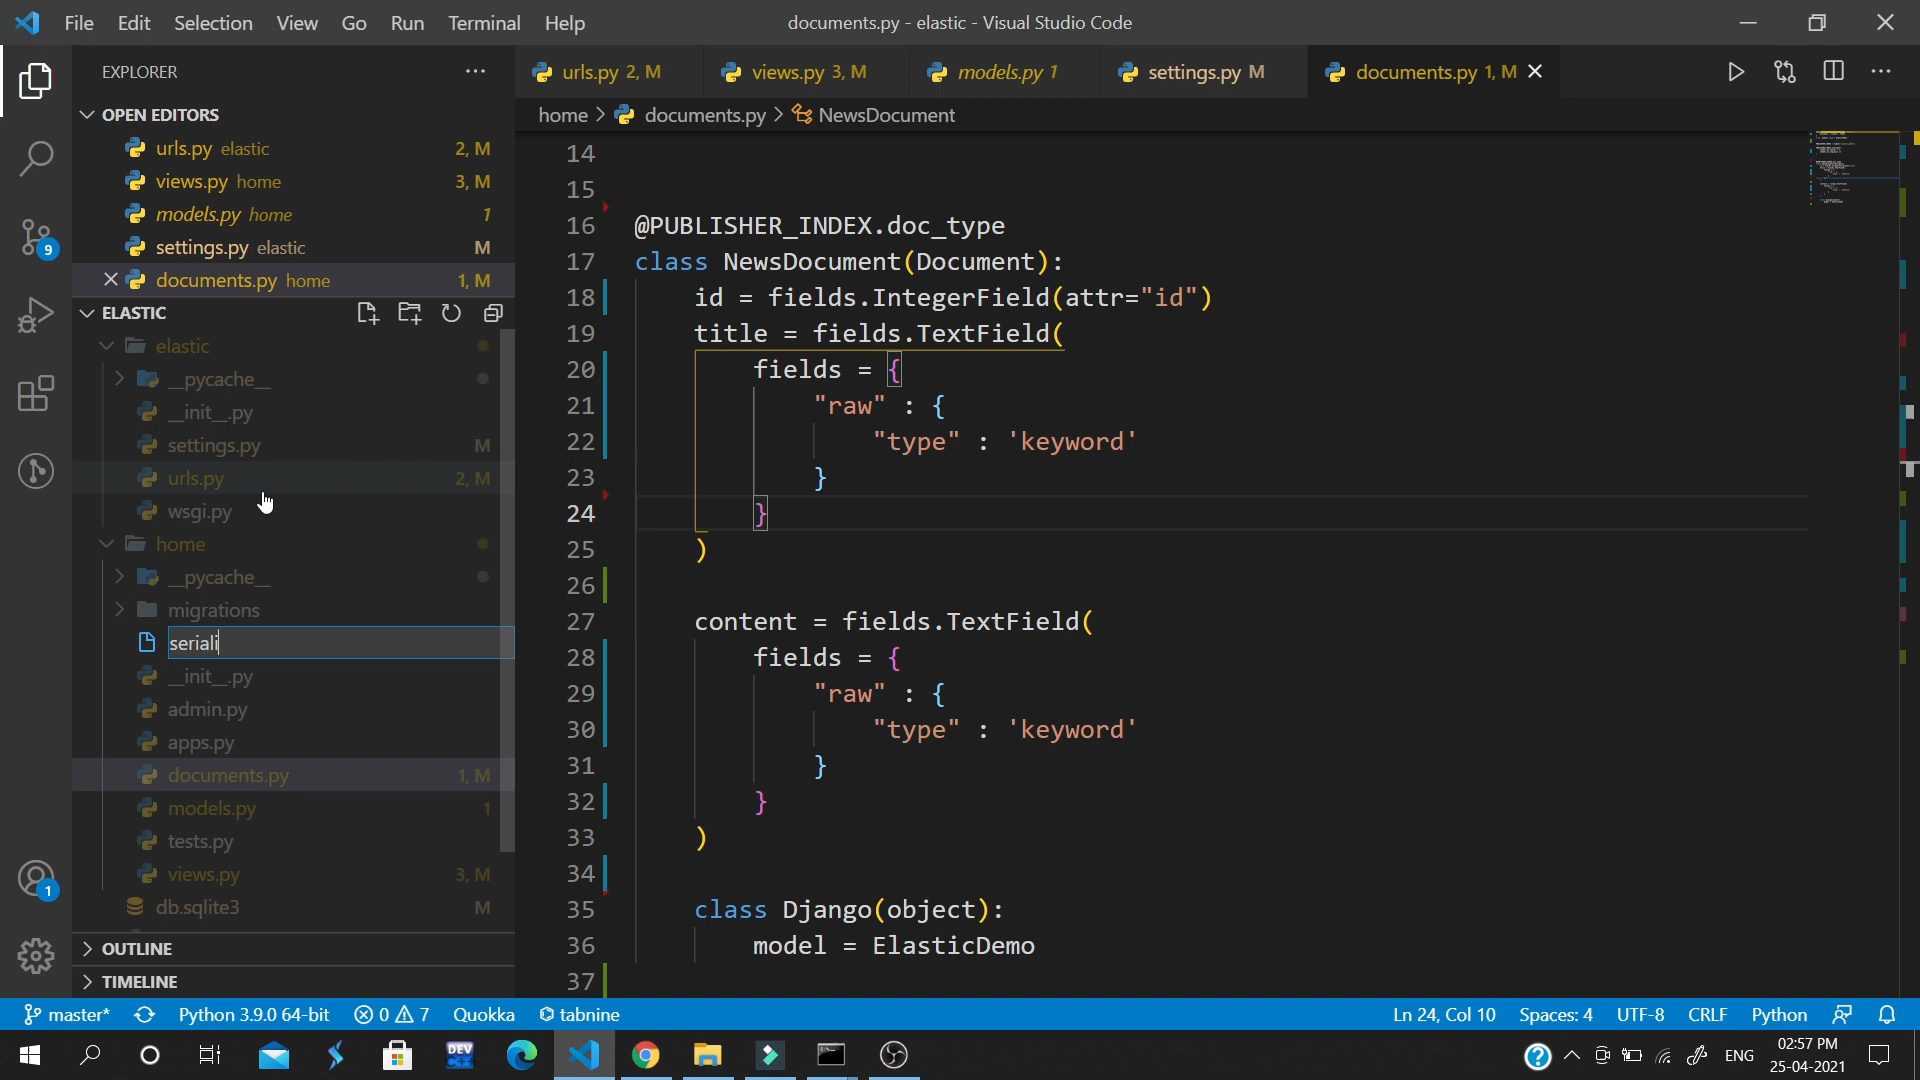 File Edit Selection View Go Run Terminal Help
documents.py - elastic - Visual Studio Code
EXPLORER
OPEN EDITORS
urls.py elastic 2, M
views.py home 3, M
models.py home 1
settings.py elastic M
documents.py home 1, M
ELASTIC
elastic
__pycache__
__init__.py
settings.py M
urls.py 2, M
wsgi.py
home
__pycache__
migrations
seriali
__init__.py
admin.py
apps.py
documents.py 1, M
models.py 1
tests.py
views.py 3, M
db.sqlite3 M
OUTLINE
TIMELINE
9
1
urls.py 2, M views.py 3, M models.py 1 settings.py M documents.py 1, M
home > documents.py > NewsDocument
14
15
16 @PUBLISHER_INDEX.doc_type
17 class NewsDocument(Document):
18 id = fields.IntegerField(attr="id")
19 title = fields.TextField(
20 fields = {
21 "raw" : {
22 "type" : 'keyword'
23 }
24 }
25 )
26
27 content = fields.TextField(
28 fields = {
29 "raw" : {
30 "type" : 'keyword'
31 }
32 }
33 )
34
35 class Django(object):
36 model = ElasticDemo
37
master* Python 3.9.0 64-bit 0 7 Quokka tabnine Ln 24, Col 10 Spaces: 4 UTF-8 CRLF Python
DEV C++
ENG
02:57 PM
25-04-2021